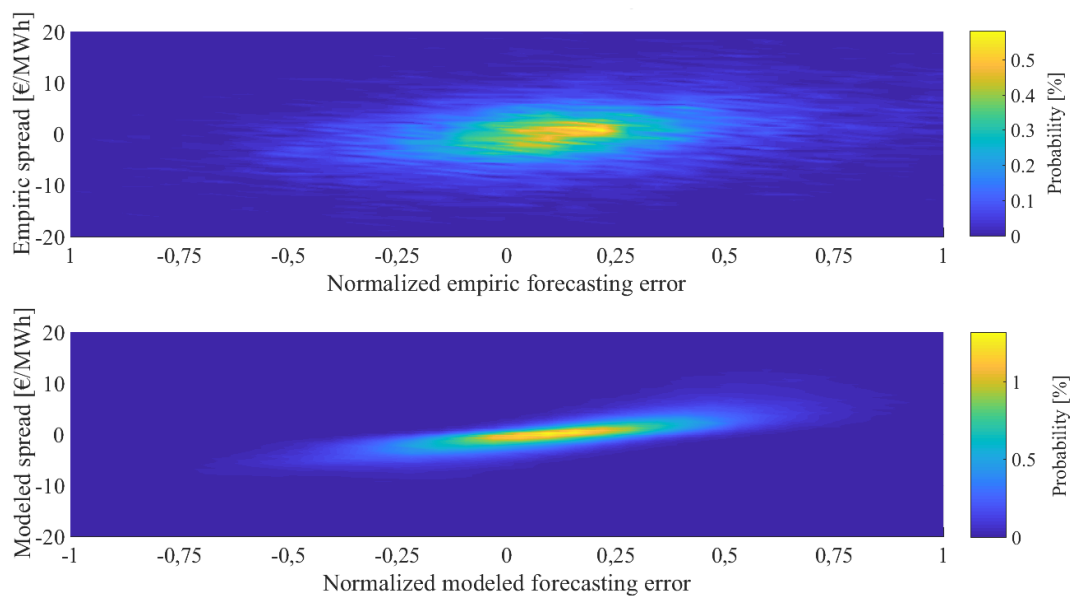 20
10
0
-10
-20
Empiric spread [€/MWh]
1 -0,75 -0,5 -0,25 0 0,25 0,5 0,75 1
Normalized empiric forecasting error
0.5
0.4
0.3
0.2
0.1
0
Probability [%]
20
10
0
-10
-20
Modeled spread [€/MWh]
-1 -0,75 -0,5 -0,25 0 0,25 0,5 0,75 1
Normalized modeled forecasting error
1
0.5
0
Probability [%]